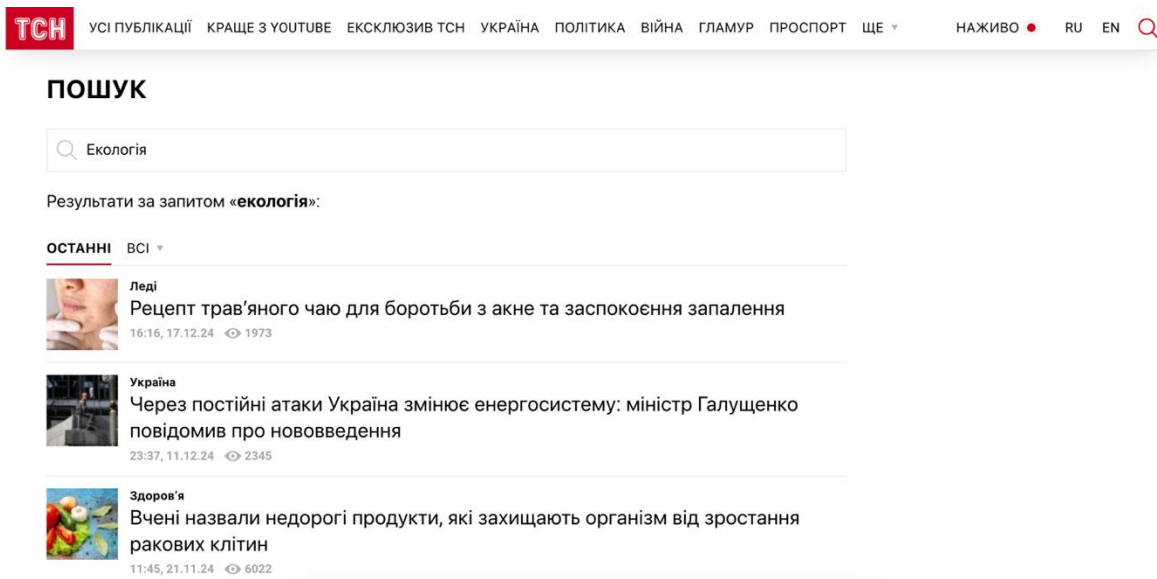 ТСН УСІ ПУБЛІКАЦІЇ КРАЩЕ З YOUTUBE ЕКСКЛЮЗИВ ТСН УКРАЇНА ПОЛІТИКА ВІЙНА ГЛАМУР ПРОСПОРТ ЩЕ НАЖИВО RU EN
ПОШУК
Екологія
Результати за запитом «екологія»:
ОСТАННІ ВСІ
Леді
Рецепт трав’яного чаю для боротьби з акне та заспокоєння запалення
16:16, 17.12.24 1973
Україна
Через постійні атаки Україна змінює енергосистему: міністр Галущенко
повідомив про нововведення
23:37, 11.12.24 2345
Здоров’я
Вчені назвали недорогі продукти, які захищають організм від зростання
ракових клітин
11:45, 21.11.24 6022